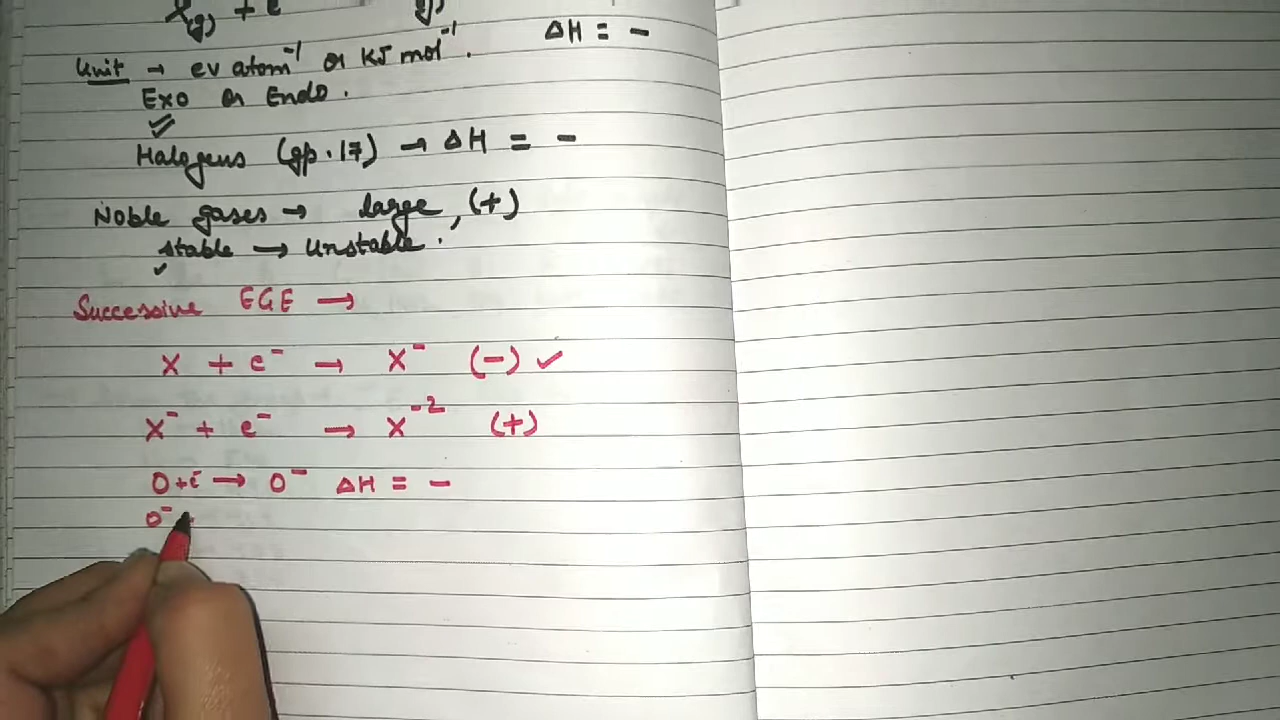 X(g) + e (g)
ΔH = -
Unit → ev atom⁻¹ or KJ mol⁻¹.
Exo or Endo.
Halogens (gp. 17) → ΔH = -
Noble gases → large, (+)
stable → unstable.
Successive EGE →
X + e⁻ → X⁻ (-) ✓
X⁻ + e⁻ → X⁻² (+)
O + e⁻ → O⁻ ΔH = -
O⁻